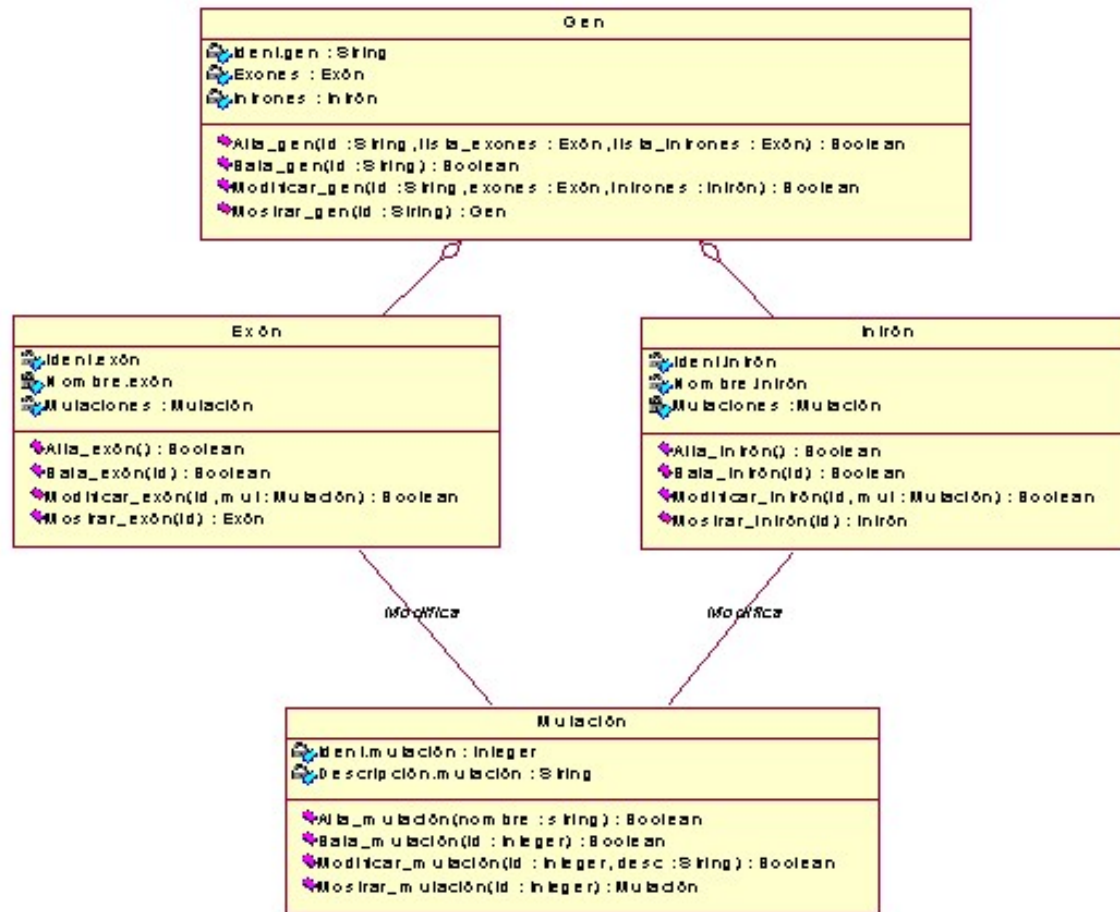 Gen
Ident.gen : String
Exones : Exón
Intrones : Intrón
Alta_gen(id : String, lista_exones : Exón, lista_intrones : Exón) : Boolean
Baja_gen(id : String) : Boolean
Modificar_gen(id : String, exones : Exón, intrones : Intrón) : Boolean
Mostrar_gen(id : String) : Gen
Exón
Ident.exón
Nombre.exón
Mutaciones : Mutación
Alta_exón() : Boolean
Baja_exón(id) : Boolean
Modificar_exón(id, mut : Mutación) : Boolean
Mostrar_exón(id) : Exón
Intrón
Ident.intrón
Nombre.intrón
Mutaciones : Mutación
Alta_intrón() : Boolean
Baja_intrón(id) : Boolean
Modificar_intrón(id, mut : Mutación) : Boolean
Mostrar_intrón(id) : Intrón
Modifica
Modifica
Mutación
Ident.mutación : Integer
Descripción.mutación : String
Alta_mutación(nombre : string) : Boolean
Baja_mutación(id : Integer) : Boolean
Modificar_mutación(id : Integer, desc : String) : Boolean
Mostrar_mutación(id : Integer) : Mutación